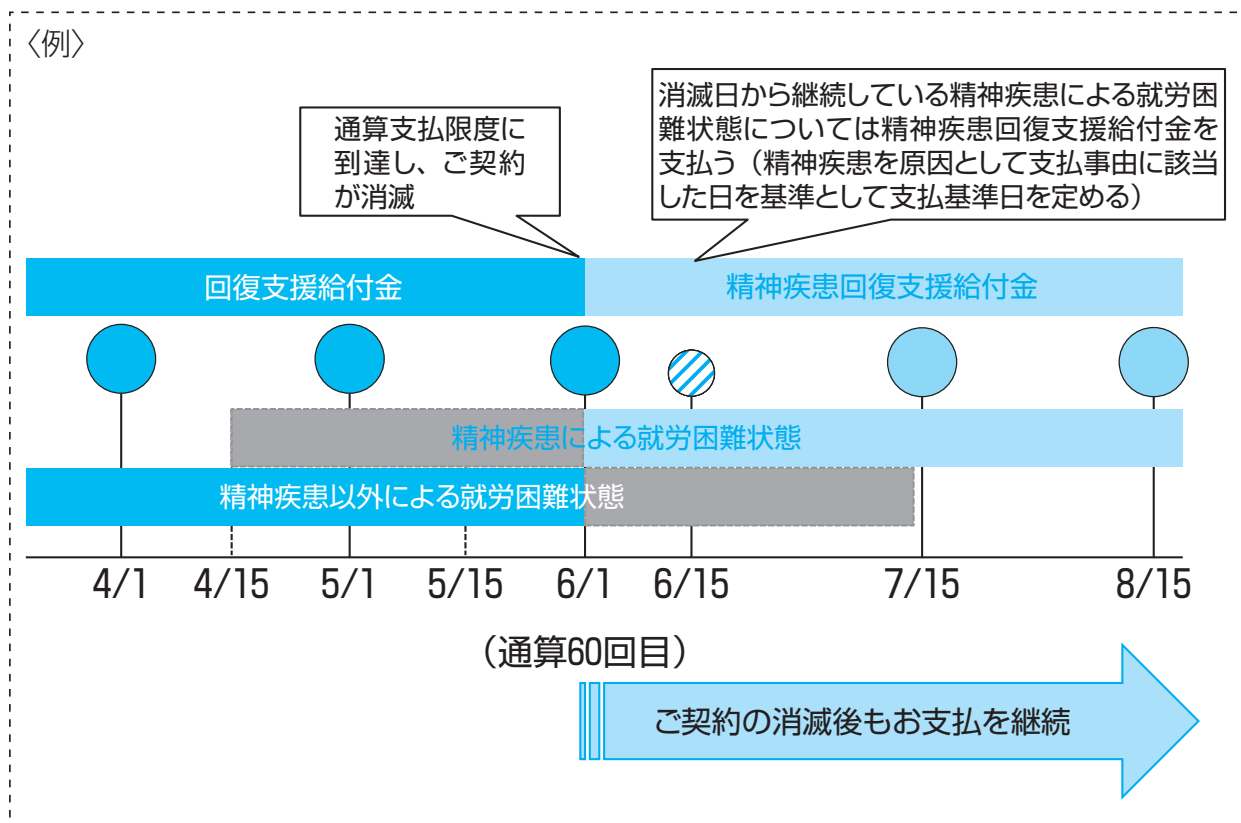 〈例〉
通算支払限度に
到達し、ご契約
が消滅
消滅日から継続している精神疾患による就労困
難状態については精神疾患回復支援給付金を
支払う（精神疾患を原因として支払事由に該当
した日を基準として支払基準日を定める）
回復支援給付金
精神疾患回復支援給付金
精神疾患による就労困難状態
精神疾患以外による就労困難状態
4/1 4/15 5/1 5/15 6/1 6/15 7/15 8/15
（通算60回目）
ご契約の消滅後もお支払を継続